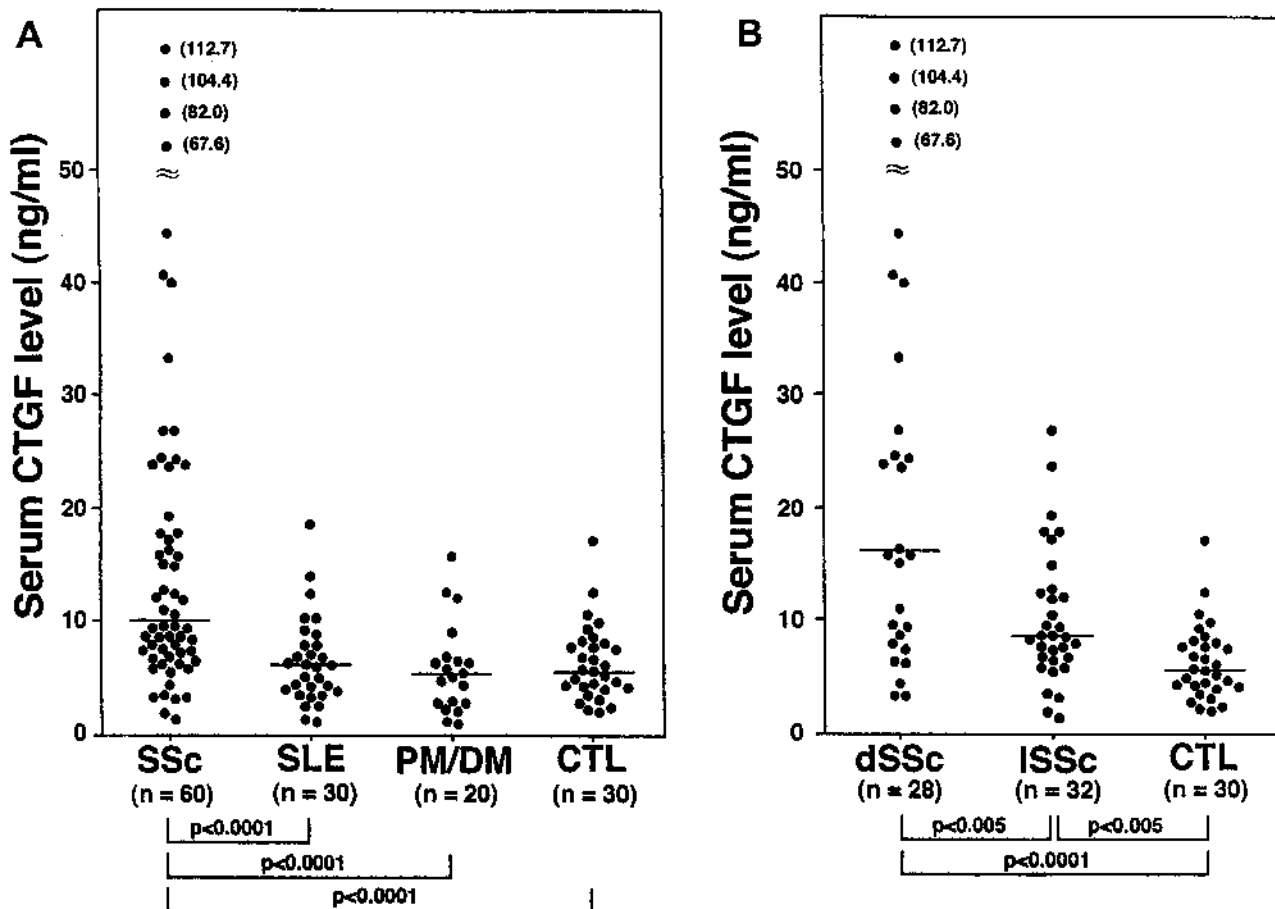 A
Serum CTGF level (ng/ml)
50
40
30
20
10
0
(112.7)
(104.4)
(82.0)
(67.6)
≈
SSc
SLE
PM/DM
CTL
(n = 60)
(n = 30)
(n = 20)
(n = 30)
p<0.0001
p<0.0001
p<0.0001
B
Serum CTGF level (ng/ml)
50
40
30
20
10
0
(112.7)
(104.4)
(82.0)
(67.6)
≈
dSSc
lSSc
CTL
(n = 28)
(n = 32)
(n = 30)
p<0.005
p<0.005
p<0.0001